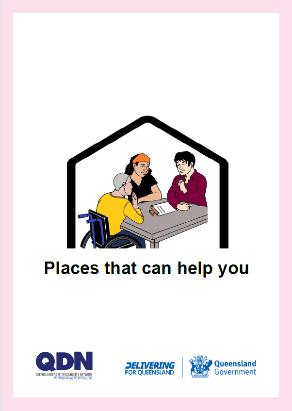 Places that can help you
QDN
DELIVERING
FOR QUEENSLAND
Queensland
Government